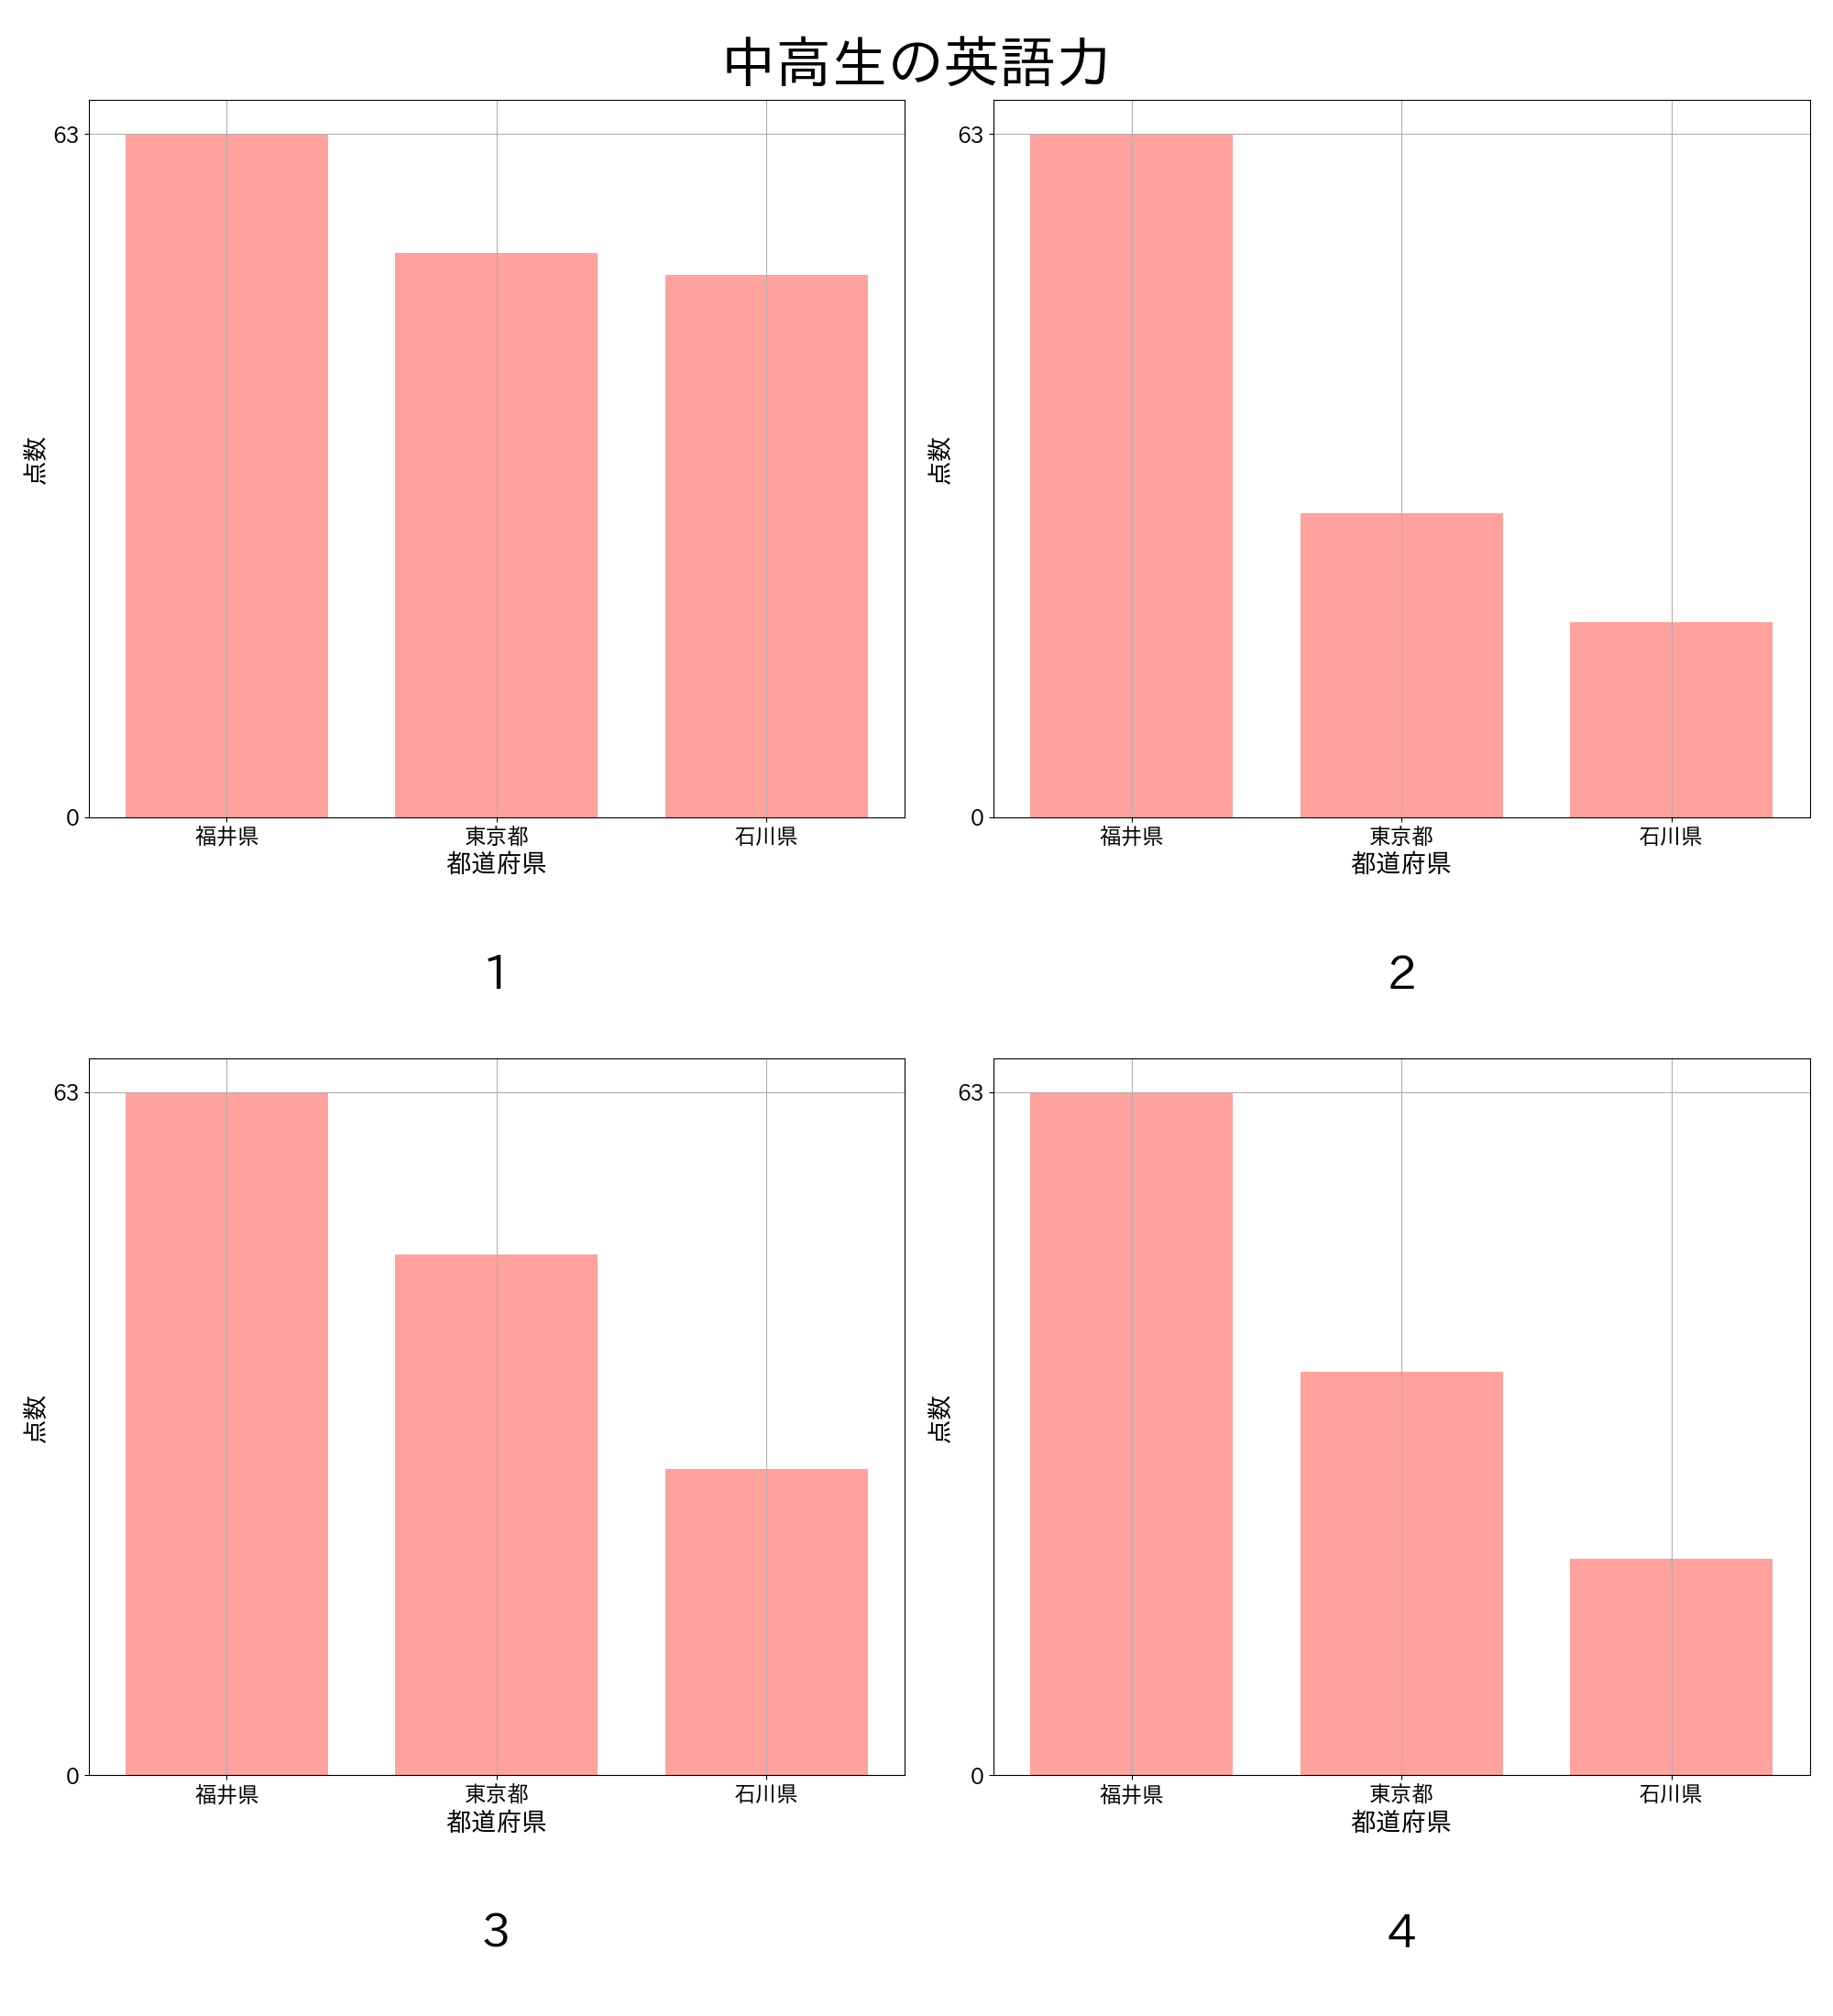 中高生の英語力
63
点数
0
福井県 東京都 石川県
都道府県
1
63
点数
0
福井県 東京都 石川県
都道府県
2
63
点数
0
福井県 東京都 石川県
都道府県
3
63
点数
0
福井県 東京都 石川県
都道府県
4